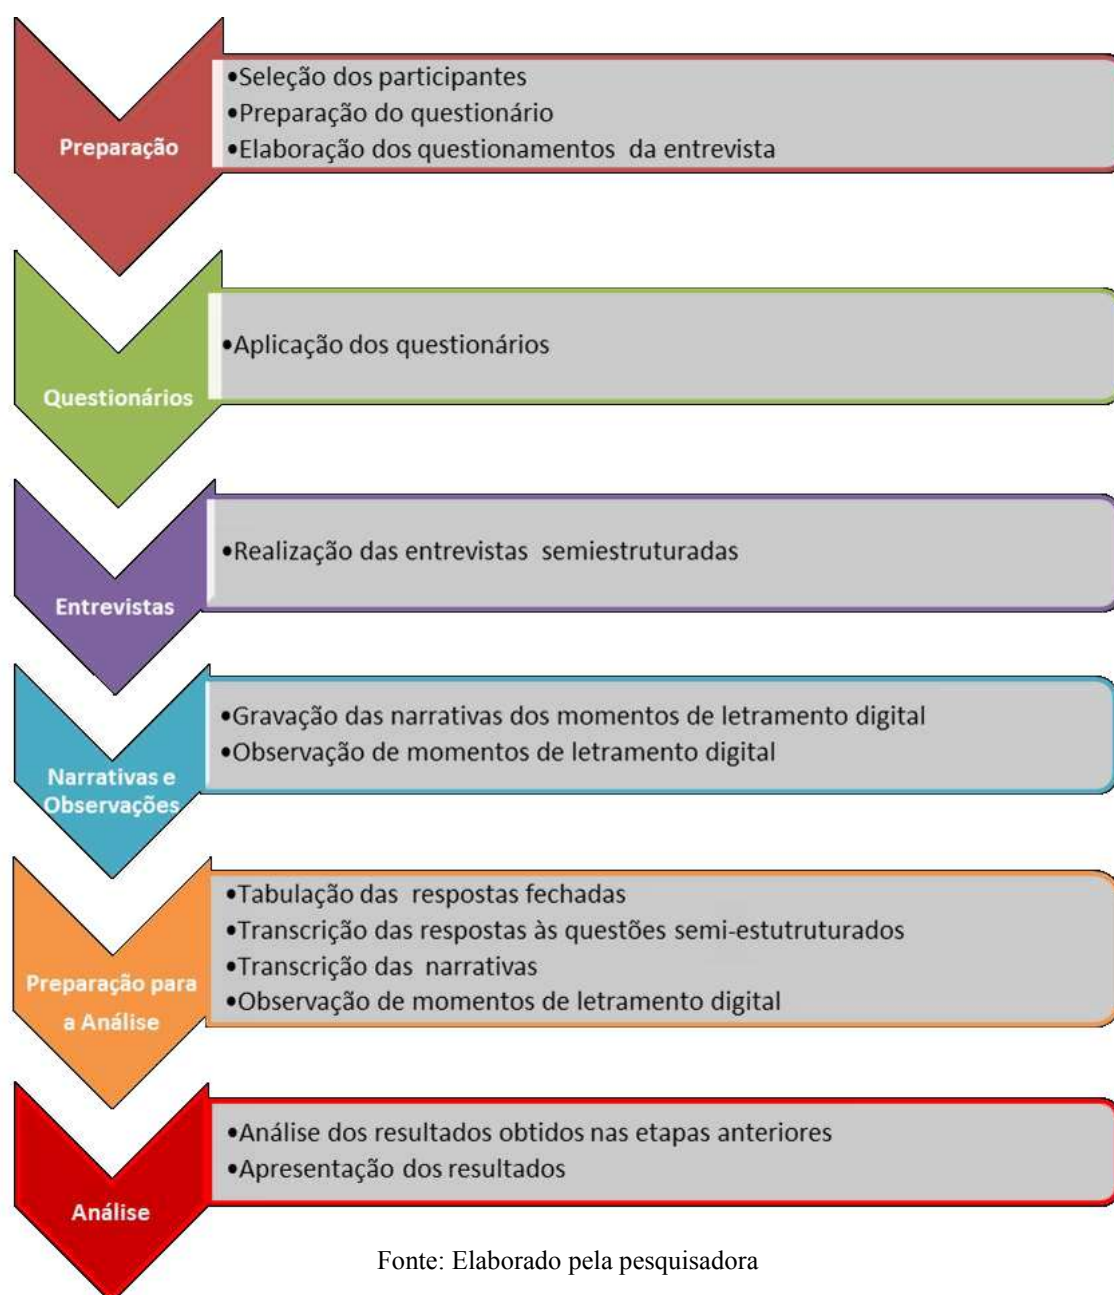 Preparação
•Seleção dos participantes
•Preparação do questionário
•Elaboração dos questionamentos da entrevista
Questionários
•Aplicação dos questionários
Entrevistas
•Realização das entrevistas semiestruturadas
Narrativas e
Observações
•Gravação das narrativas dos momentos de letramento digital
•Observação de momentos de letramento digital
Preparação para
a Análise
•Tabulação das respostas fechadas
•Transcrição das respostas às questões semi-estutruturados
•Transcrição das narrativas
•Observação de momentos de letramento digital
Análise
•Análise dos resultados obtidos nas etapas anteriores
•Apresentação dos resultados
Fonte: Elaborado pela pesquisadora